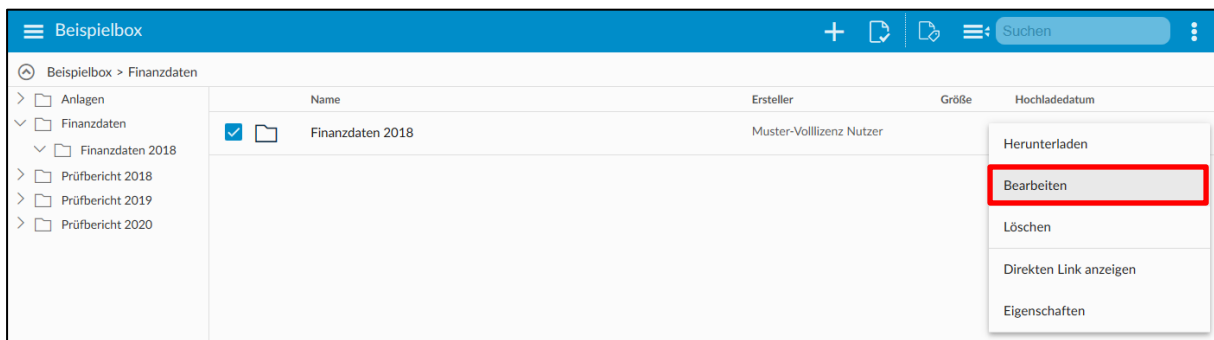 Beispielbox
Suchen
Beispielbox > Finanzdaten
Anlagen
Finanzdaten
Finanzdaten 2018
Prüfbericht 2018
Prüfbericht 2019
Prüfbericht 2020
Name Ersteller Größe Hochladedatum
Finanzdaten 2018 Muster-Volllizenz Nutzer
Herunterladen
Bearbeiten
Löschen
Direkten Link anzeigen
Eigenschaften